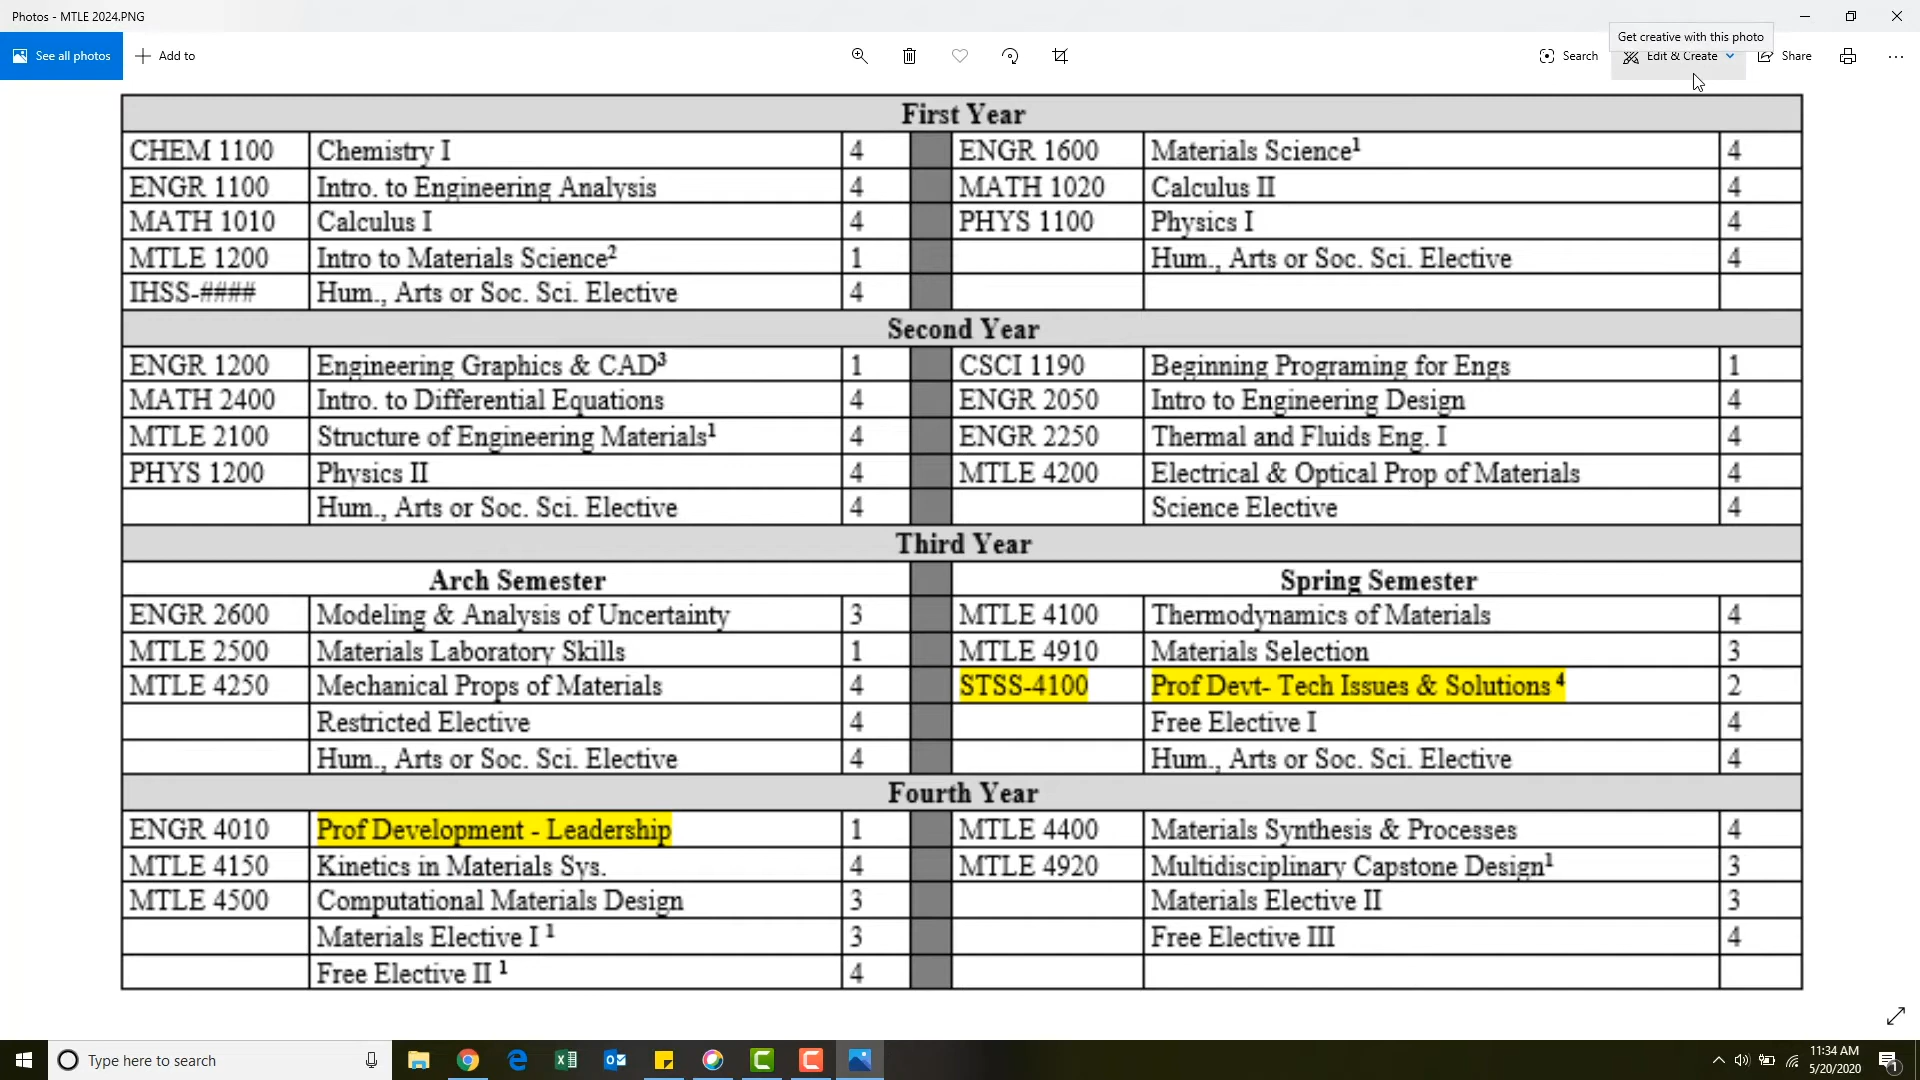 Photos - MTLE 2024.PNG
Get creative with this photo
See all photos
Add to
Search
Edit & Create
Share
First Year
CHEM 1100 Chemistry I 4 ENGR 1600 Materials Science¹ 4
ENGR 1100 Intro. to Engineering Analysis 4 MATH 1020 Calculus II 4
MATH 1010 Calculus I 4 PHYS 1100 Physics I 4
MTLE 1200 Intro to Materials Science² 1 Hum., Arts or Soc. Sci. Elective 4
IHSS-#### Hum., Arts or Soc. Sci. Elective 4
Second Year
ENGR 1200 Engineering Graphics & CAD³ 1 CSCI 1190 Beginning Programing for Engs 1
MATH 2400 Intro. to Differential Equations 4 ENGR 2050 Intro to Engineering Design 4
MTLE 2100 Structure of Engineering Materials¹ 4 ENGR 2250 Thermal and Fluids Eng. I 4
PHYS 1200 Physics II 4 MTLE 4200 Electrical & Optical Prop of Materials 4
Hum., Arts or Soc. Sci. Elective 4 Science Elective 4
Third Year
Arch Semester Spring Semester
ENGR 2600 Modeling & Analysis of Uncertainty 3 MTLE 4100 Thermodynamics of Materials 4
MTLE 2500 Materials Laboratory Skills 1 MTLE 4910 Materials Selection 3
MTLE 4250 Mechanical Props of Materials 4 STSS-4100 Prof Devt- Tech Issues & Solutions ⁴ 2
Restricted Elective 4 Free Elective I 4
Hum., Arts or Soc. Sci. Elective 4 Hum., Arts or Soc. Sci. Elective 4
Fourth Year
ENGR 4010 Prof Development - Leadership 1 MTLE 4400 Materials Synthesis & Processes 4
MTLE 4150 Kinetics in Materials Sys. 4 MTLE 4920 Multidisciplinary Capstone Design¹ 3
MTLE 4500 Computational Materials Design 3 Materials Elective II 3
Materials Elective I ¹ 3 Free Elective III 4
Free Elective II ¹ 4
Type here to search
11:34 AM
5/20/2020
1